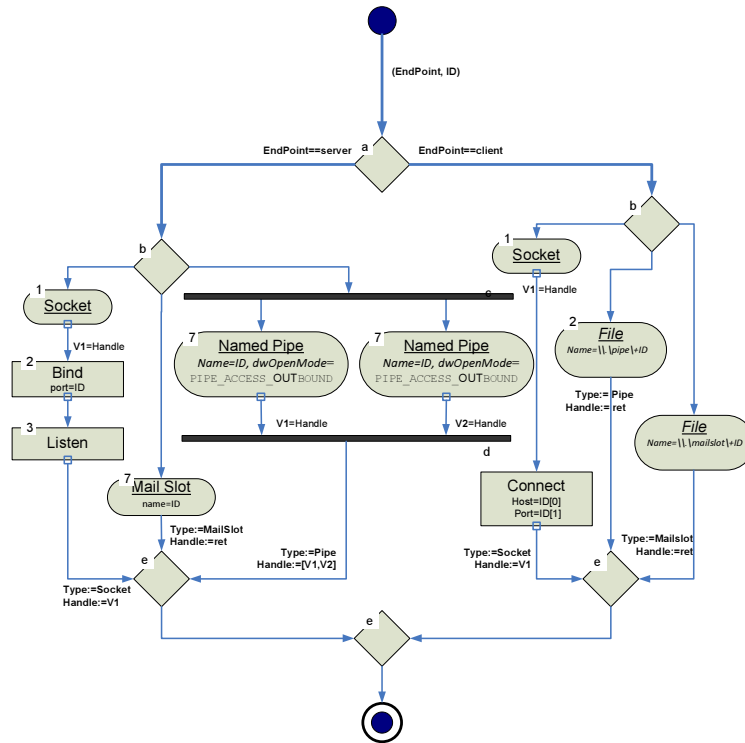 (EndPoint, ID)
a
EndPoint==server
EndPoint==client
b
b
1
Socket
V1=Handle
2
Bind
port=ID
3
Listen
7
Mail Slot
name=ID
Type:=MailSlot
Handle:=ret
c
7
Named Pipe
Name=ID, dwOpenMode=
PIPE_ACCESS_OUTBOUND
V1=Handle
7
Named Pipe
Name=ID, dwOpenMode=
PIPE_ACCESS_OUTBOUND
V2=Handle
d
Type:=Pipe
Handle:=[V1,V2]
Type:=Socket
Handle:=V1
e
1
Socket
V1=Handle
2
File
Name=\\.\pipe\+ID
Type:= Pipe
Handle:= ret
File
Name=\\.\mailslot\+ID
Connect
Host=ID[0]
Port=ID[1]
Type:=Socket
Handle:=V1
Type:=Mailslot
Handle:=ret
e
e